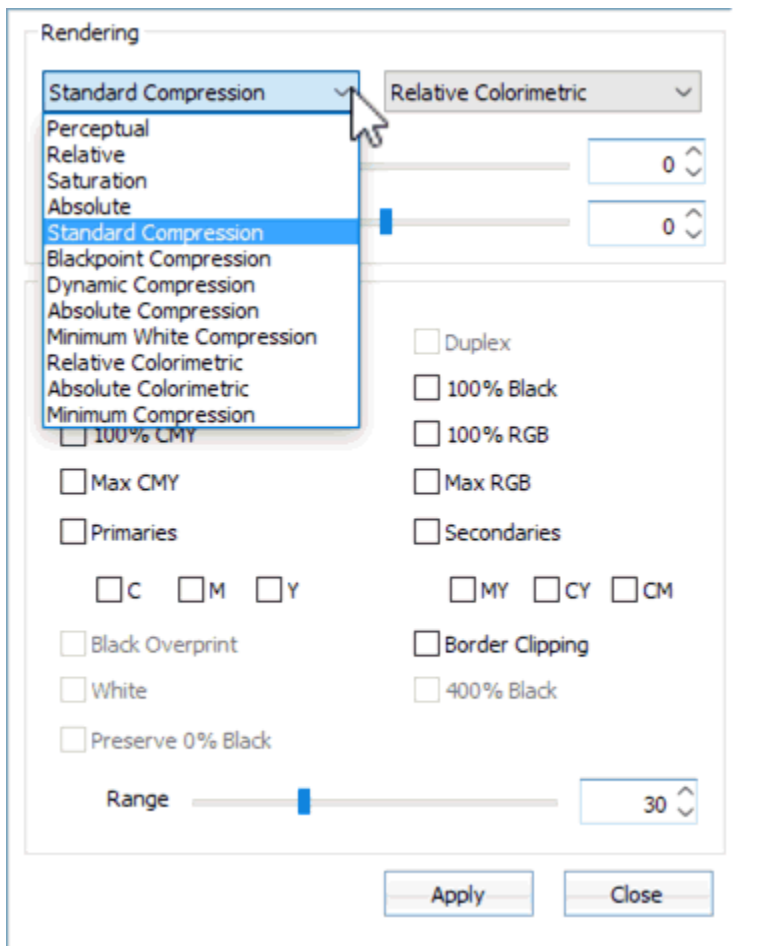 Rendering
Standard Compression
Relative Colorimetric
Perceptual
Relative
0
Saturation
Absolute
0
Standard Compression
Blackpoint Compression
Dynamic Compression
Absolute Compression
Minimum White Compression
Duplex
Relative Colorimetric
Absolute Colorimetric
100% Black
Minimum Compression
100% CMY
100% RGB
Max CMY
Max RGB
Primaries
Secondaries
C M Y
MY CY CM
Black Overprint
Border Clipping
White
400% Black
Preserve 0% Black
Range
30
Apply
Close